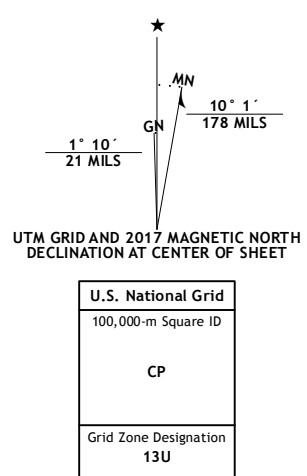 ★
MN
GN
10° 1´
178 MILS
1° 10´
21 MILS
UTM GRID AND 2017 MAGNETIC NORTH
DECLINATION AT CENTER OF SHEET
U.S. National Grid
100,000-m Square ID
CP
Grid Zone Designation
13U